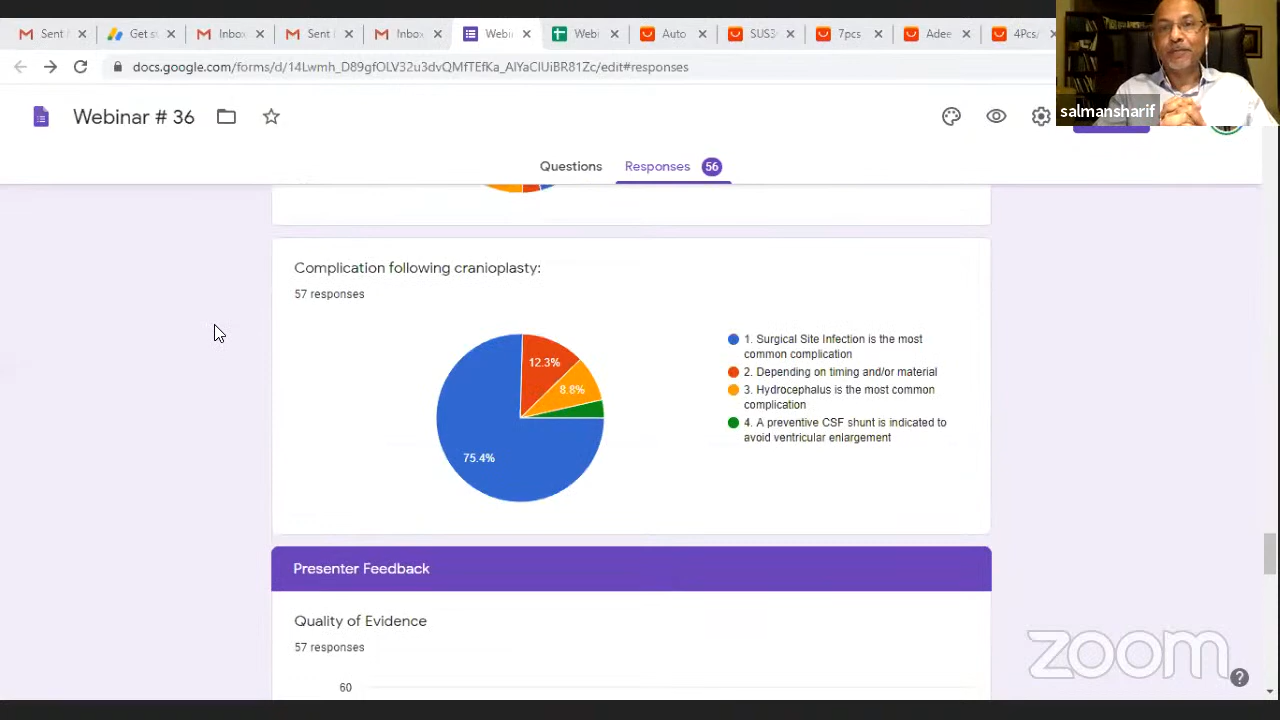 Sent
Get s
Inbox
Sent
Inbox
Webi
Webi
Auto
SUS3
7pcs
Adee
4Pcs/
docs.google.com/forms/d/14Lwmh_D89gfOLV32u3dvQMfTEfKa_AlYaClUiBR81Zc/edit#responses
salmansharif
Webinar # 36
Questions
Responses 56
Complication following cranioplasty:
57 responses
12.3%
8.8%
75.4%
1. Surgical Site Infection is the most
common complication
2. Depending on timing and/or material
3. Hydrocephalus is the most common
complication
4. A preventive CSF shunt is indicated to
avoid ventricular enlargement
Presenter Feedback
Quality of Evidence
57 responses
60
zoom